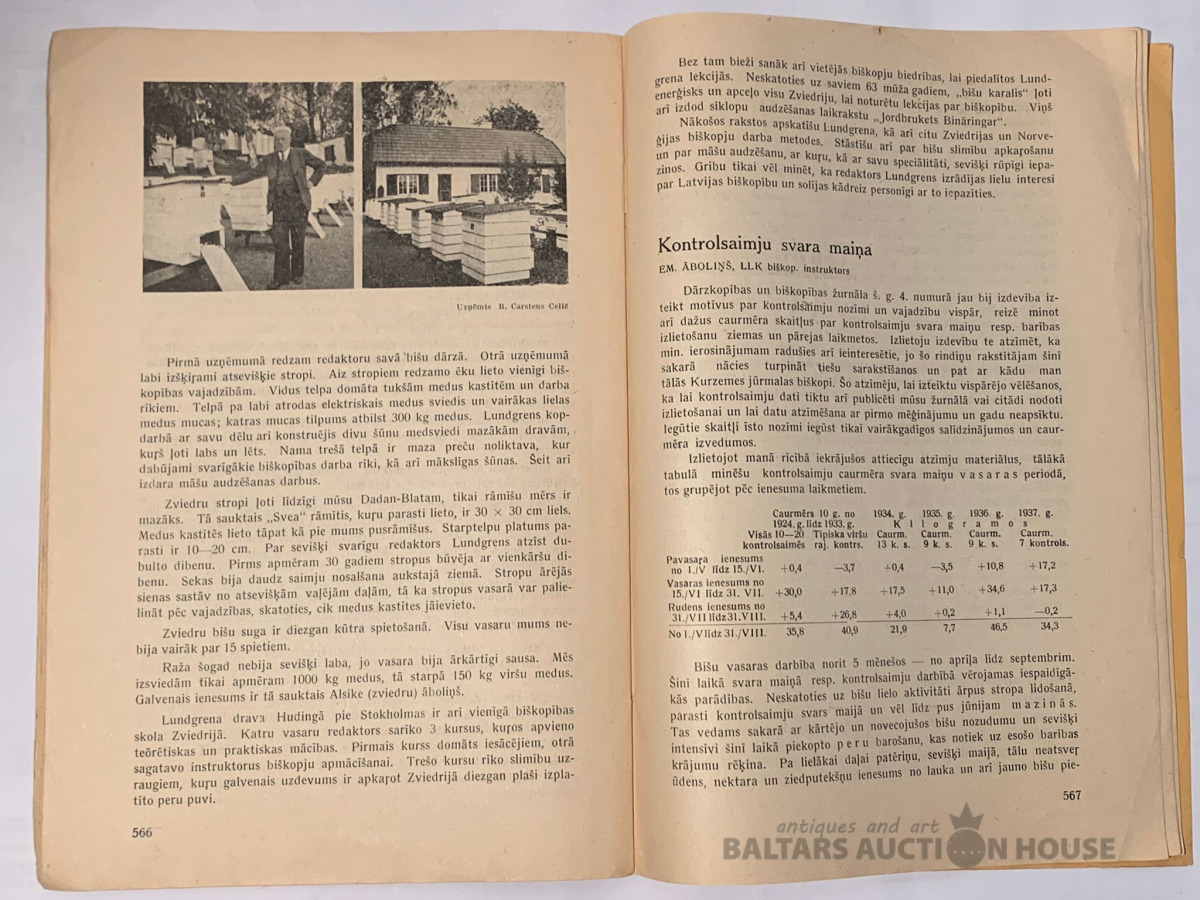 Uzņēmis B. Carstens Cellē
Pirmā uzņēmumā redzam redaktoru savā bišu dārzā. Otrā uzņēmumā
labi izšķirami atsevišķie stropi. Aiz stropiem redzamo ēku lieto vienīgi biš-
kopības vajadzībām. Vidus telpa domāta tukšām medus kastītēm un darba
rīkiem. Telpā pa labi atrodas elektriskais medus sviedis un vairākas lielas
medus mucas; katras mucas tilpums atbilst 300 kg medus. Lundgrens kop-
darbā ar savu dēlu arī konstruējis divu šūnu medsviedi mazākām dravām,
kuŗš ļoti labs un lēts. Nama trešā telpā ir maza preču noliktava, kur
dabūjami svarīgākie biškopības darba rīki, kā arī mākslīgas šūnas. Šeit arī
izdara māšu audzēšanas darbus.
Zviedru stropi ļoti līdzīgi mūsu Dadan-Blatam, tikai rāmīšu mērs ir
mazāks. Tā sauktais „Svea" rāmītis, kuŗu parasti lieto, ir 30 × 30 cm liels.
Medus kastītēs lieto tāpat kā pie mums pusrāmīšus. Starptelpu platums pa-
rasti ir 10—20 cm. Par sevišķi svarīgu redaktors Lundgrens atzīst du-
bulto dibenu. Pirms apmēram 30 gadiem stropus būvēja ar vienkāršu di-
benu. Sekas bija daudz saimju nosalšana aukstajā ziemā. Stropu ārējās
sienas sastāv no atsevišķām vaļējām daļām, tā ka stropus vasarā var palie-
lināt pēc vajadzības, skatoties, cik medus kastītes jāievieto.
Zviedru bišu suga ir diezgan kūtra spietošanā. Visu vasaru mums ne-
bija vairāk par 15 spietiem.
Raža šogad nebija sevišķi laba, jo vasara bija ārkārtīgi sausa. Mēs
izsviedām tikai apmēram 1000 kg medus, tā starpā 150 kg viršu medus.
Galvenais ienesums ir tā sauktais Alsike (zviedru) āboliņš.
Lundgrena drava Hudingā pie Stokholmas ir arī vienīgā biškopības
skola Zviedrijā. Katru vasaru redaktors sarīko 3 kursus, kuŗos apvieno
teōrētiskas un praktiskas mācības. Pirmais kurss domāts iesācējiem, otrā
sagatavo instruktorus biškopju apmācīšanai. Trešo kursu rīko slimību uz-
raugiem, kuŗu galvenais uzdevums ir apkaŗot Zviedrijā diezgan plaši izpla-
tīto peru puvi.
566
Bez tam bieži sanāk arī vietējās biškopju biedrības, lai piedalītos Lund-
grena lekcijās. Neskatoties uz saviem 63 mūža gadiem, „bišu karalis" ļoti
enerģisks un apceļo visu Zviedriju, lai noturētu lekcijas par biškopību. Viņš
arī izdod sīklopu audzēšanas laikrakstu „Jordbrukets Binäringar".
Nākošos rakstos apskatīšu Lundgrena, kā arī citu Zviedrijas un Norve-
ģijas biškopju darba metodes. Stāstīšu arī par bišu slimību apkaŗošanu
un par māšu audzēšanu, ar kuŗu, kā ar savu speciālitāti, sevišķi rūpīgi iepa-
zinos. Gribu tikai vēl minēt, ka redaktors Lundgrens izrādījas lielu interesi
par Latvijas biškopību un solijas kādreiz personīgi ar to iepazīties.
Kontrolsaimju svara maiņa
EM. ĀBOLIŅŠ, LLK biškop. instruktors
Dārzkopības un biškopības žurnāla š. g. 4. numurā jau bij izdevība iz-
teikt motīvus par kontrolsaimju nozīmi un vajadzību vispār, reizē minot
arī dažus caurmēra skaitļus par kontrolsaimju svara maiņu resp. barības
izlietošanu ziemas un pārejas laikmetos. Izlietoju izdevību te atzīmēt, ka
min. ierosinājumam radušies arī ieinteresētie, jo šo rindiņu rakstītājam šinī
sakarā nācies turpināt tiešu sarakstīšanos un pat ar kādu man
tālās Kurzemes jūrmalas biškopi. Šo atzīmēju, lai izteiktu vispārējo vēlēšanos,
ka lai kontrolsaimju dati tiktu arī publicēti mūsu žurnālā vai citādi nodoti
izlietošanai un lai datu atzīmēšana ar pirmo mēģinājumu un gadu neapsīktu.
Iegūtie skaitļi īsto nozīmi iegūst tikai vairākgadīgos salīdzinājumos un caur-
mēra izvedumos.
Izlietojot manā rīcībā iekrājušos attiecīgu atzīmju materiālus, tālākā
tabulā minēšu kontrolsaimju caurmēra svara maiņu vasaras periodā,
tos grupējot pēc ienesuma laikmetiem.
Caurmērs 10 g. no 1934. g. 1935. g. 1936. g. 1937. g.
1924. g. līdz 1933. g. Kilogramos
Visās 10—20 Tipiska viršu Caurm. Caurm. Caurm. Caurm.
kontrolsaimēs raj. kontrs. 13 k. s. 9 k. s. 9 k. s. 7 kontrols.
Pavasaŗa ienesums
no 1./V līdz 15./VI. +0,4 —3,7 +0,4 —3,5 +10,8 +17,2
Vasaras ienesums no
15./VI līdz 31. VII. +30,0 +17,8 +17,5 +11,0 +34,6 +17,3
Rudens ienesums no
31./VII līdz 31. VIII. +5,4 +26,8 +4,0 +0,2 +1,1 —0,2
No 1./V līdz 31./VIII. 35,8 40,9 21,9 7,7 46,5 34,3
Bišu vasaras darbība norit 5 mēnešos — no apriļa līdz septembrim.
Šinī laikā svara maiņā resp. kontrolsaimju darbībā vērojamas iespaidīgā-
kās parādības. Neskatoties uz bišu lielo aktivitāti ārpus stropa lidošanā,
parasti kontrolsaimju svars maijā un vēl līdz pus jūnijam mazinās.
Tas vedams sakarā ar kārtējo un novecojušos bišu nozudumu un sevišķi
intensīvi šinī laikā piekopto peru barošanu, kas notiek uz esošo barības
krājumu rēķina. Pa lielākai daļai patēriņu, sevišķi maijā, tālu neatsveŗ
ūdens, nektara un ziedputekšņu ienesums no lauka un arī jauno bišu pie-
567
antiques and art
BALTARS AUCTION HOUSE